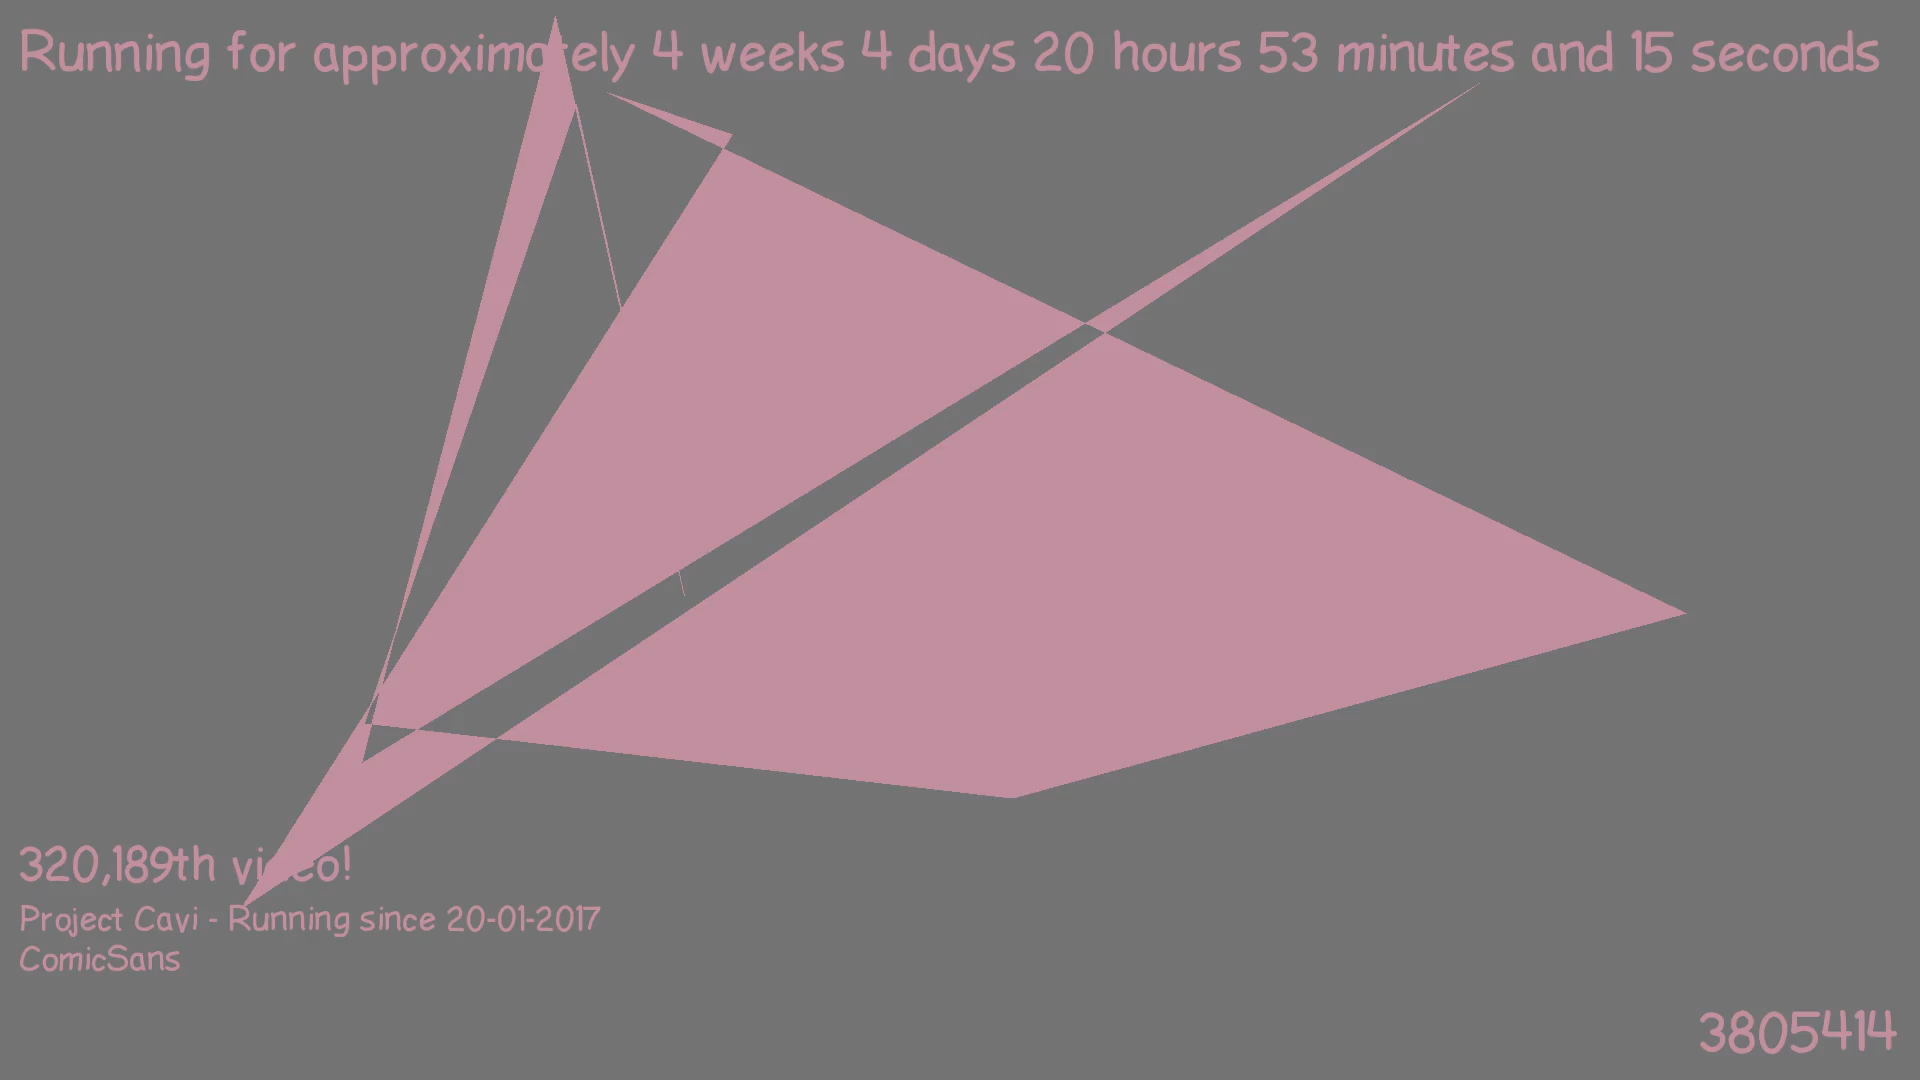 Running for approximately 4 weeks 4 days 20 hours 53 minutes and 15 seconds
320,189th video!
Project Cavi - Running since 20-01-2017
ComicSans
3805414